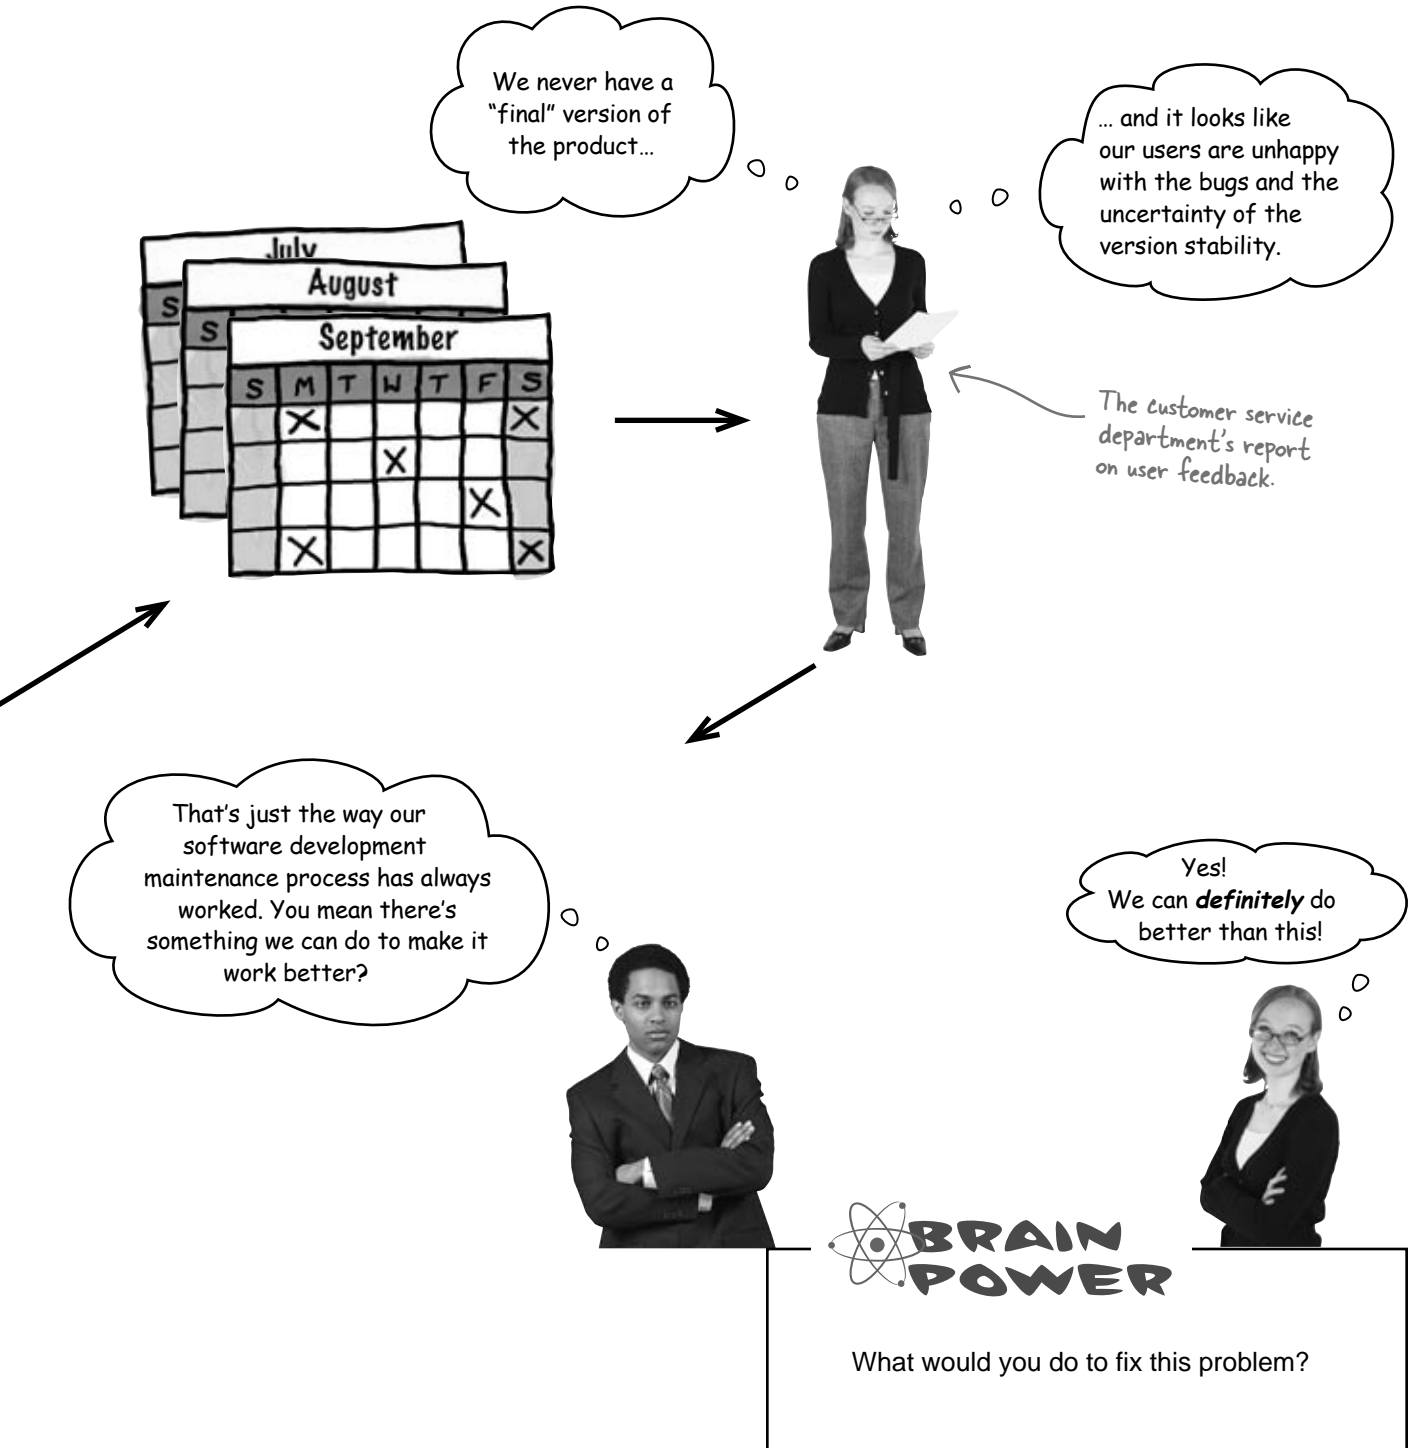 We never have a
“final” version of
the product…
… and it looks like
our users are unhappy
with the bugs and the
uncertainty of the
version stability.
July
S
August
S
September
S M T W T F S
The customer service
department's report
on user feedback.
That's just the way our
software development
maintenance process has always
worked. You mean there's
something we can do to make it
work better?
Yes!
We can definitely do
better than this!
BRAIN
POWER
What would you do to fix this problem?